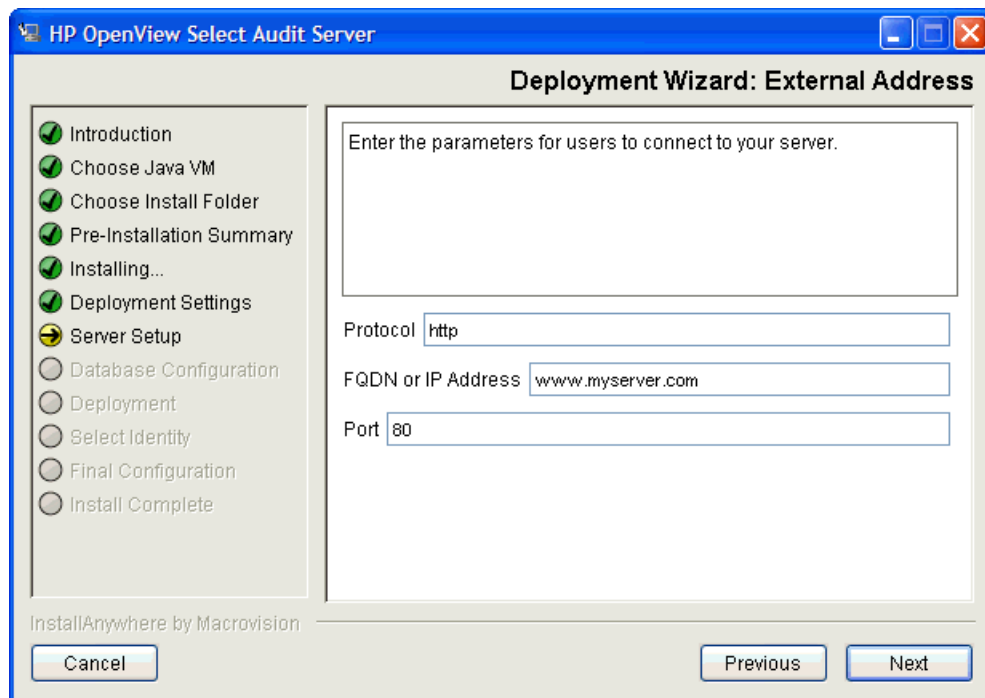 HP OpenView Select Audit Server
Deployment Wizard: External Address
Introduction
Choose Java VM
Choose Install Folder
Pre-Installation Summary
Installing...
Deployment Settings
Server Setup
Database Configuration
Deployment
Select Identity
Final Configuration
Install Complete
Enter the parameters for users to connect to your server.
Protocol http
FQDN or IP Address www.myserver.com
Port 80
InstallAnywhere by Macrovision
Cancel Previous Next